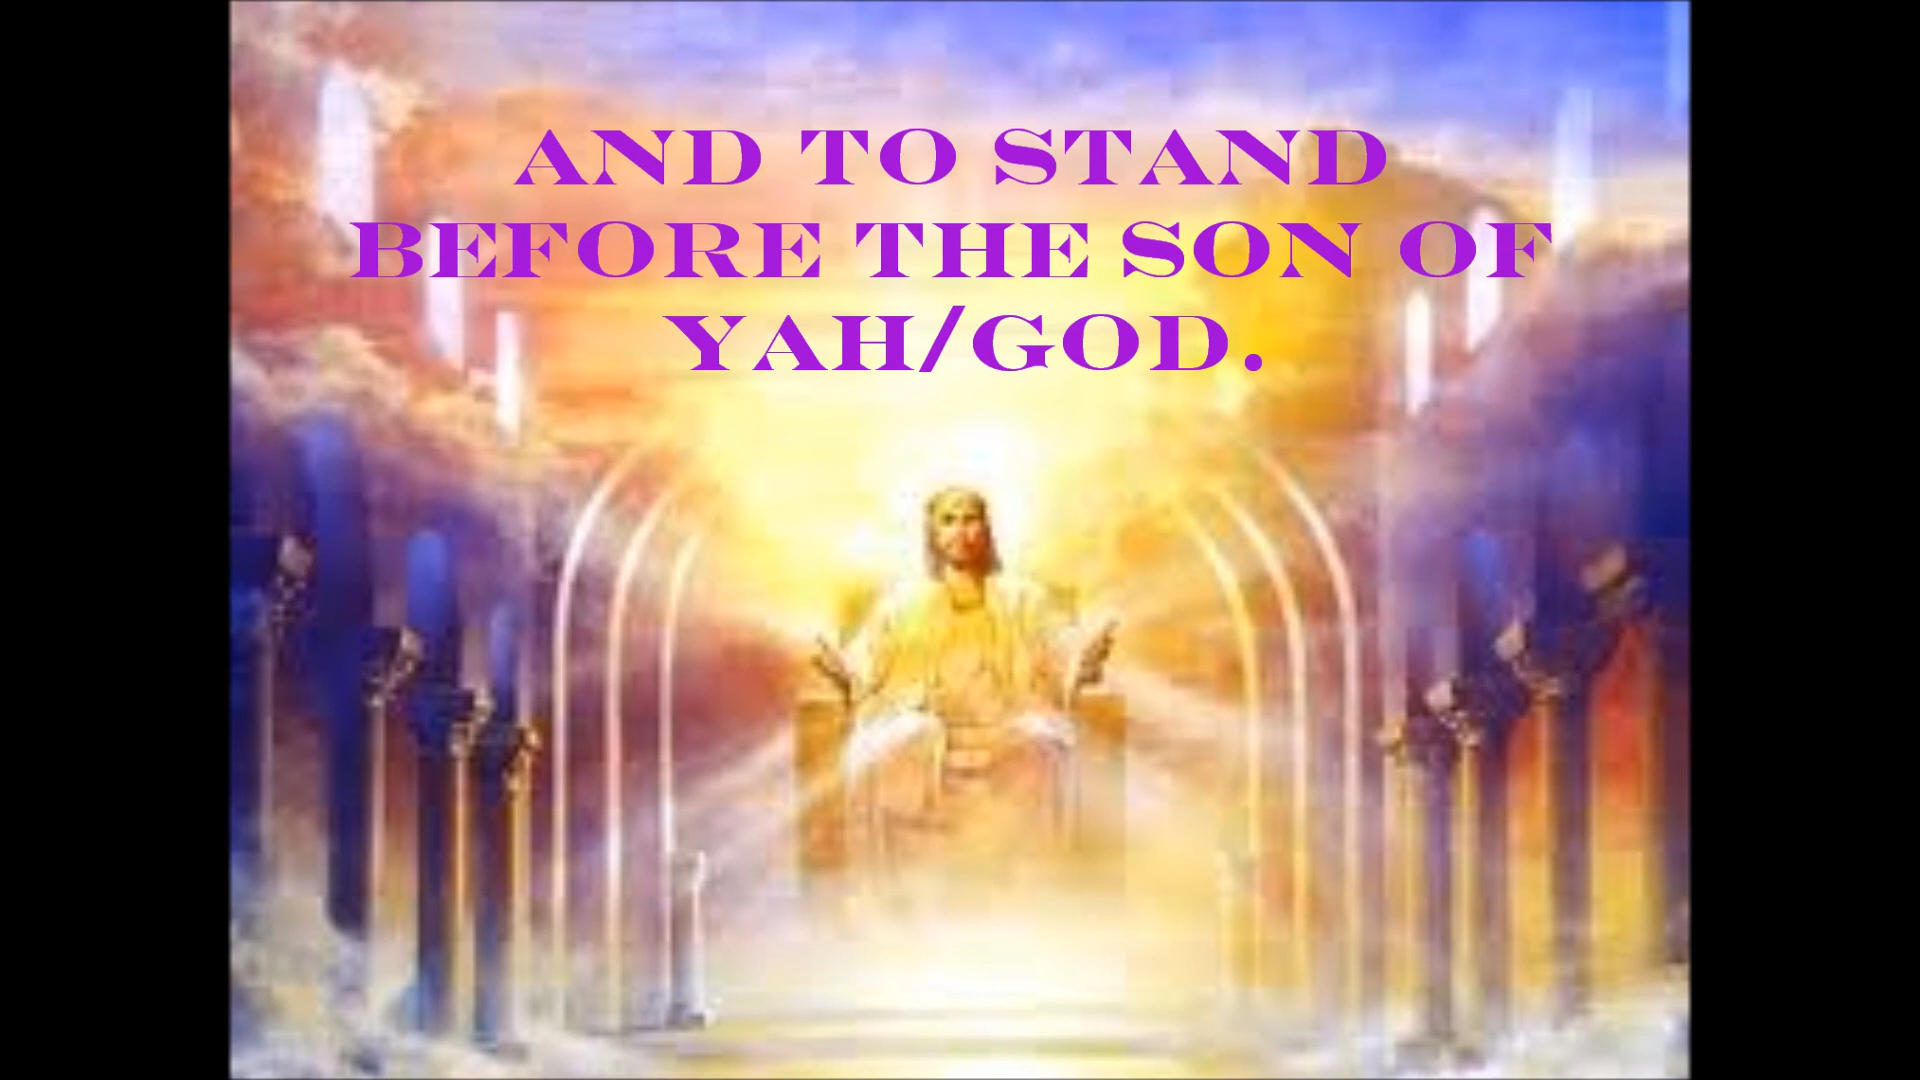 AND TO STAND
BEFORE THE SON OF
YAH/GOD.